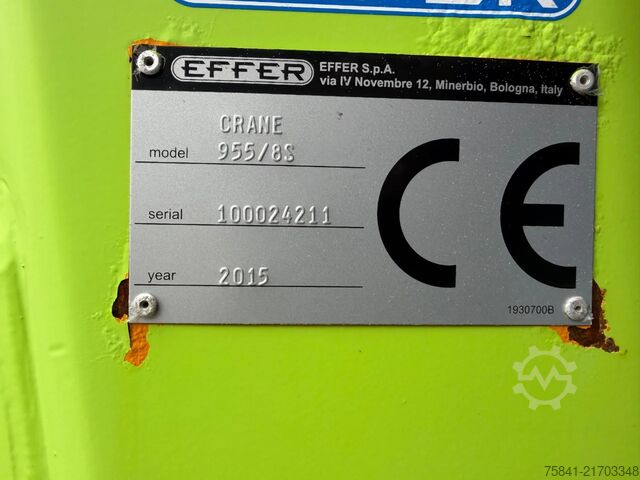 EFFER
EFFER S.p.A.
via IV Novembre 12, Minerbio, Bologna, Italy
CRANE
model 955/8S
serial 100024211
year 2015
CE
1930700B
75841-21703348